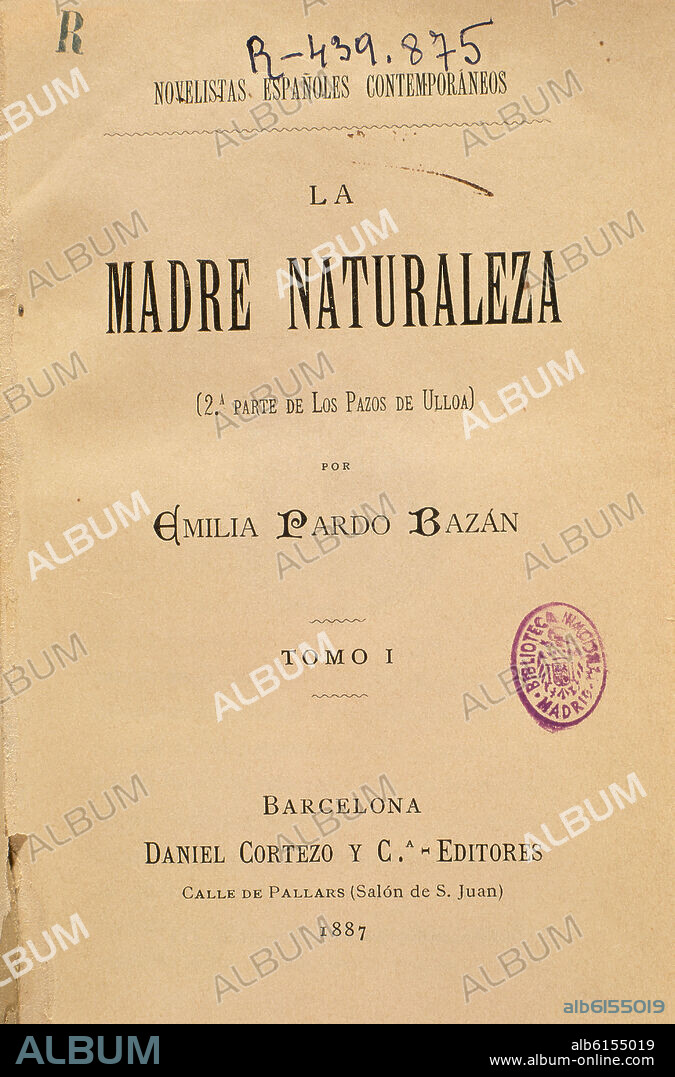 R
R-439.875
NOVELISTAS ESPAÑOLES CONTEMPORÁNEOS
LA
MADRE NATURALEZA
(2.ᴬ PARTE DE LOS PAZOS DE ULLOA)
POR
EMILIA PARDO BAZÁN
TOMO I
BIBLIOTECA NACIONAL
MADRID
BARCELONA
DANIEL CORTEZO Y C.ᴬ - EDITORES
CALLE DE PALLARS (Salón de S. Juan)
1887
alb6155019
ALBUM
alb6155019
www.album-online.com